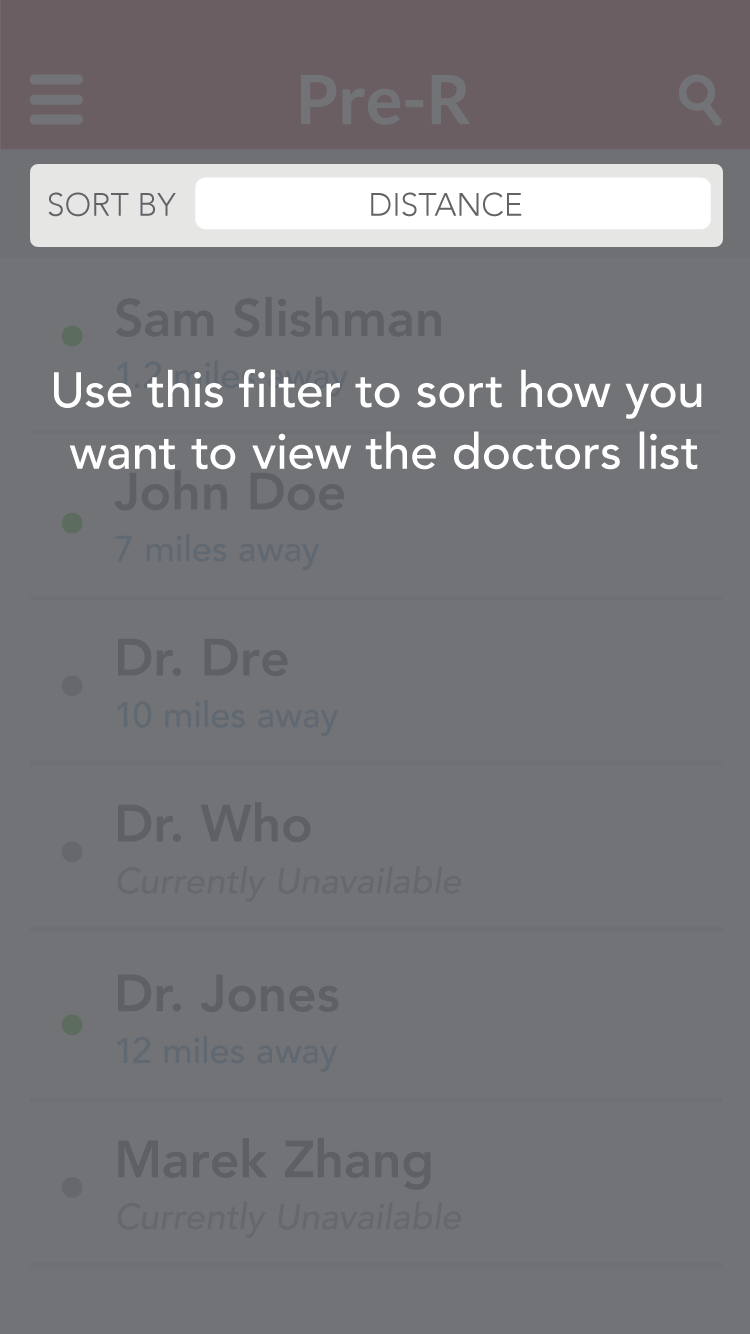 Pre-R
SORT BY DISTANCE
Sam Slishman
1.2 miles away
Use this filter to sort how you
want to view the doctors list
John Doe
7 miles away
Dr. Dre
10 miles away
Dr. Who
Currently Unavailable
Dr. Jones
12 miles away
Marek Zhang
Currently Unavailable